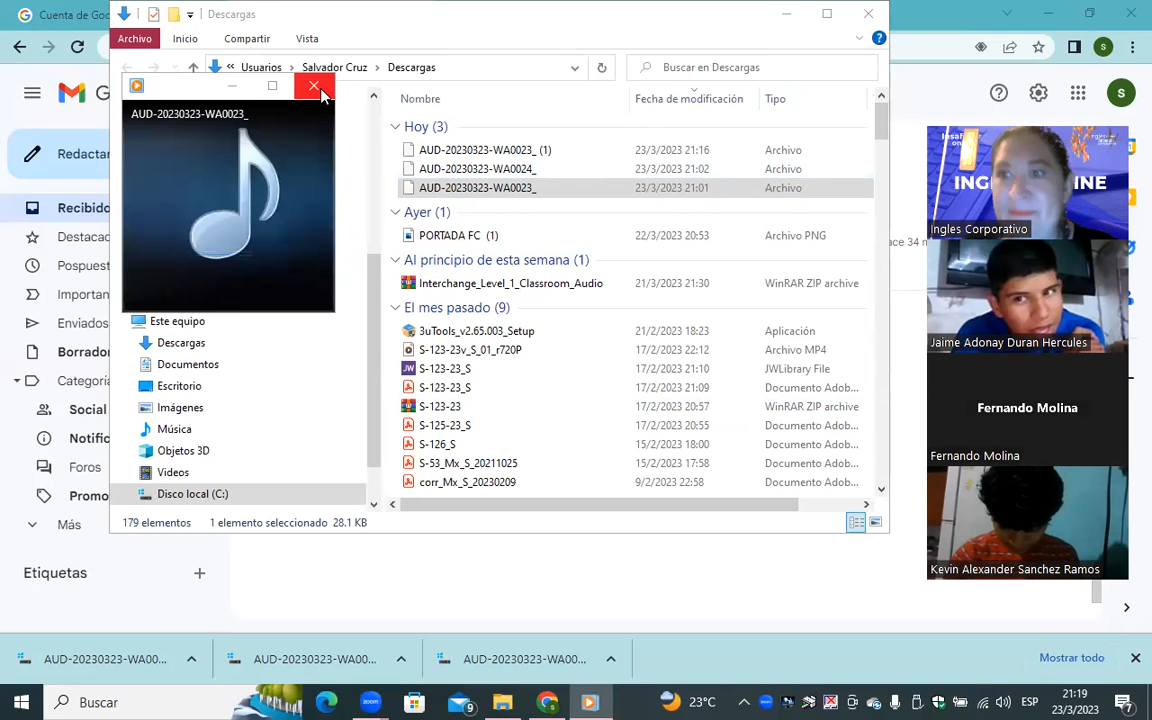 Cuenta de Goo
Descargas
Archivo
Inicio
Compartir
Vista
Usuarios
Salvador Cruz
Descargas
Buscar en Descargas
S
G
S
AUD-20230323-WA0023_
Nombre
Fecha de modificación
Tipo
Hoy (3)
AUD-20230323-WA0023_ (1) 23/3/2023 21:16 Archivo
AUD-20230323-WA0024_ 23/3/2023 21:02 Archivo
AUD-20230323-WA0023_ 23/3/2023 21:01 Archivo
Ayer (1)
PORTADA FC (1) 22/3/2023 20:53 Archivo PNG
Al principio de esta semana (1)
Interchange_Level_1_Classroom_Audio 21/3/2023 21:30 WinRAR ZIP archive
El mes pasado (9)
3uTools_v2.65.003_Setup 21/2/2023 18:23 Aplicación
S-123-23v_S_01_r720P 17/2/2023 22:12 Archivo MP4
S-123-23_S 17/2/2023 21:10 JWLibrary File
S-123-23_S 17/2/2023 21:09 Documento Adob...
S-123-23 17/2/2023 20:57 WinRAR ZIP archive
S-125-23_S 17/2/2023 20:55 Documento Adob...
S-126_S 15/2/2023 18:00 Documento Adob...
S-53_Mx_S_20211025 15/2/2023 17:58 Documento Adob...
corr_Mx_S_20230209 9/2/2023 22:58 Documento Adob...
Este equipo
Descargas
Documentos
Escritorio
Imágenes
Música
Objetos 3D
Videos
Disco local (C:)
179 elementos 1 elemento seleccionado 28.1 KB
Redactar
Recibido
Destacac
Pospuest
Importan
Enviados
Borrador
Categoría
Social
Notific
Foros
Promo
Más
Etiquetas
ace 34 m
ING
INE
Ingles Corporativo
Jaime Adonay Duran Hercules
Fernando Molina
Fernando Molina
Kevin Alexander Sanchez Ramos
AUD-20230323-WA00...
AUD-20230323-WA00...
AUD-20230323-WA00...
Mostrar todo
Buscar
9
23°C
ESP
21:19
23/3/2023
7